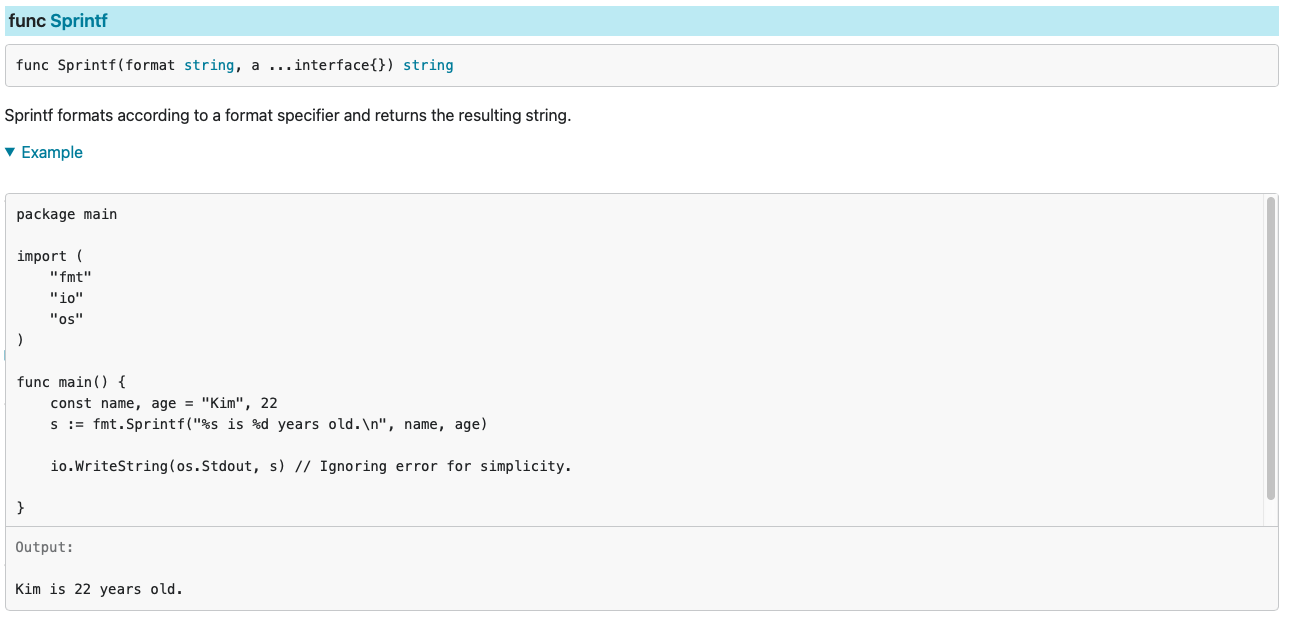 func Sprintf
func Sprintf(format string, a ...interface{}) string
Sprintf formats according to a format specifier and returns the resulting string.
▼ Example
package main
import (
    "fmt"
    "io"
    "os"
)
func main() {
    const name, age = "Kim", 22
    s := fmt.Sprintf("%s is %d years old.\n", name, age)
    io.WriteString(os.Stdout, s) // Ignoring error for simplicity.
}
Output:
Kim is 22 years old.